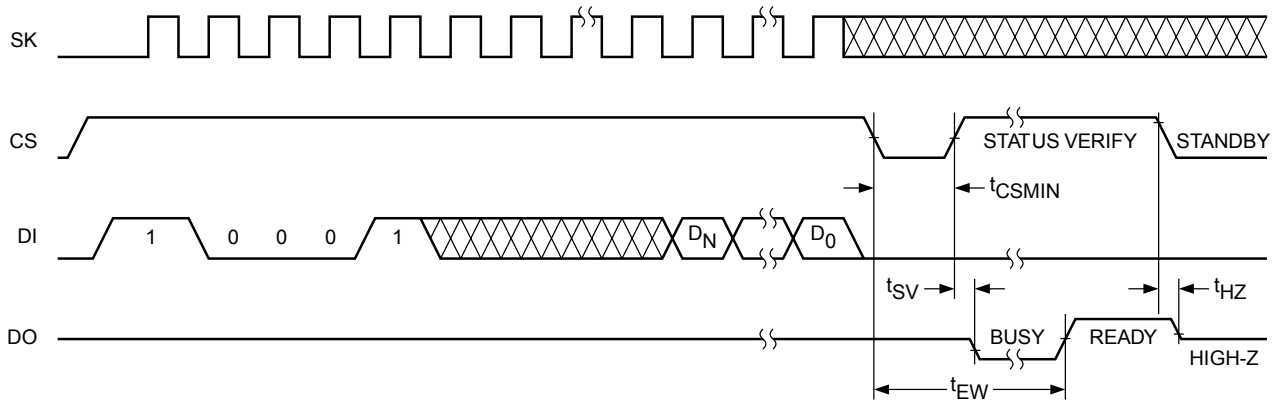 SK
CS
STATUS VERIFY
STANDBY
tCSMIN
DI
1
0
0
0
1
DN
D0
tSV
tHZ
DO
BUSY
READY
HIGH-Z
tEW